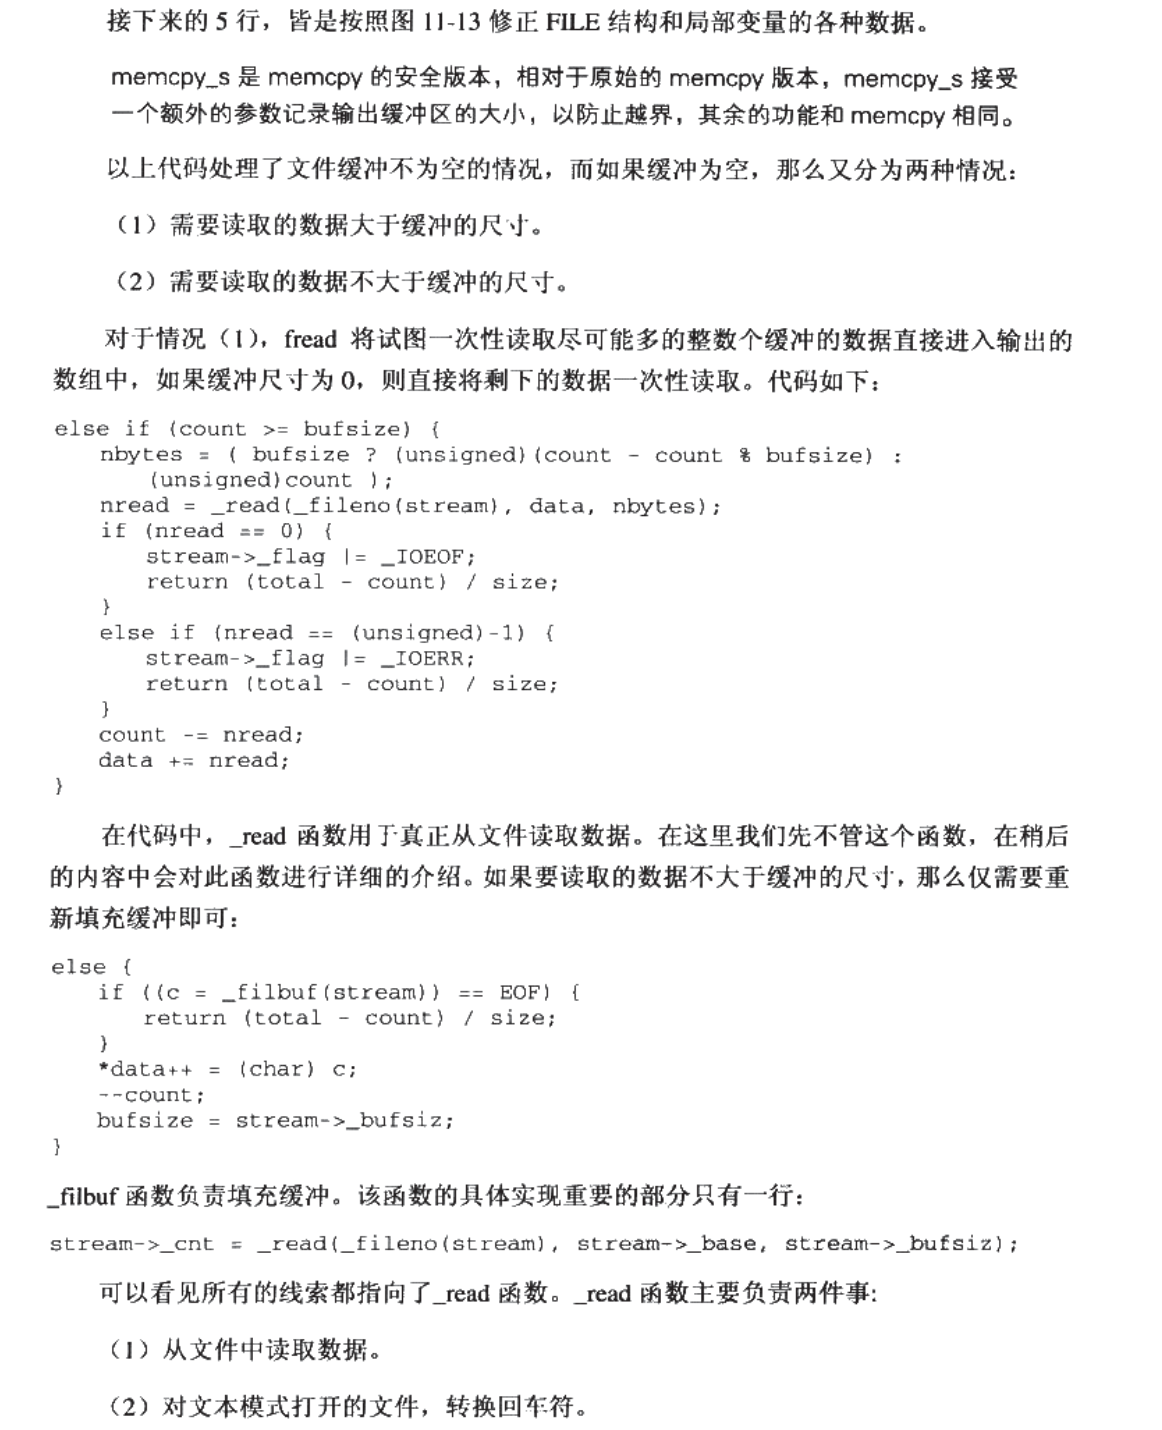 接下来的 5 行，皆是按照图 11-13 修正 FILE 结构和局部变量的各种数据。
memcpy_s 是 memcpy 的安全版本，相对于原始的 memcpy 版本，memcpy_s 接受
一个额外的参数记录输出缓冲区的大小，以防止越界，其余的功能和 memcpy 相同。
以上代码处理了文件缓冲不为空的情况，而如果缓冲为空，那么又分为两种情况：
（1）需要读取的数据大于缓冲的尺寸。
（2）需要读取的数据不大于缓冲的尺寸。
对于情况（1），fread 将试图一次性读取尽可能多的整数个缓冲的数据直接进入输出的
数组中，如果缓冲尺寸为 0，则直接将剩下的数据一次性读取。代码如下：
else if (count >= bufsize) {
nbytes = ( bufsize ? (unsigned)(count - count % bufsize) :
(unsigned)count );
nread = _read(_fileno(stream), data, nbytes);
if (nread == 0) {
stream->_flag |= _IOEOF;
return (total - count) / size;
}
else if (nread == (unsigned)-1) {
stream->_flag |= _IOERR;
return (total - count) / size;
}
count -= nread;
data += nread;
}
在代码中，_read 函数用于真正从文件读取数据。在这里我们先不管这个函数，在稍后
的内容中会对此函数进行详细的介绍。如果要读取的数据不大于缓冲的尺寸，那么仅需要重
新填充缓冲即可：
else {
if ((c = _filbuf(stream)) == EOF) {
return (total - count) / size;
}
*data++ = (char) c;
--count;
bufsize = stream->_bufsiz;
}
_filbuf 函数负责填充缓冲。该函数的具体实现重要的部分只有一行：
stream->_cnt = _read(_fileno(stream), stream->_base, stream->_bufsiz);
可以看见所有的线索都指向了_read 函数。_read 函数主要负责两件事:
（1）从文件中读取数据。
（2）对文本模式打开的文件，转换回车符。